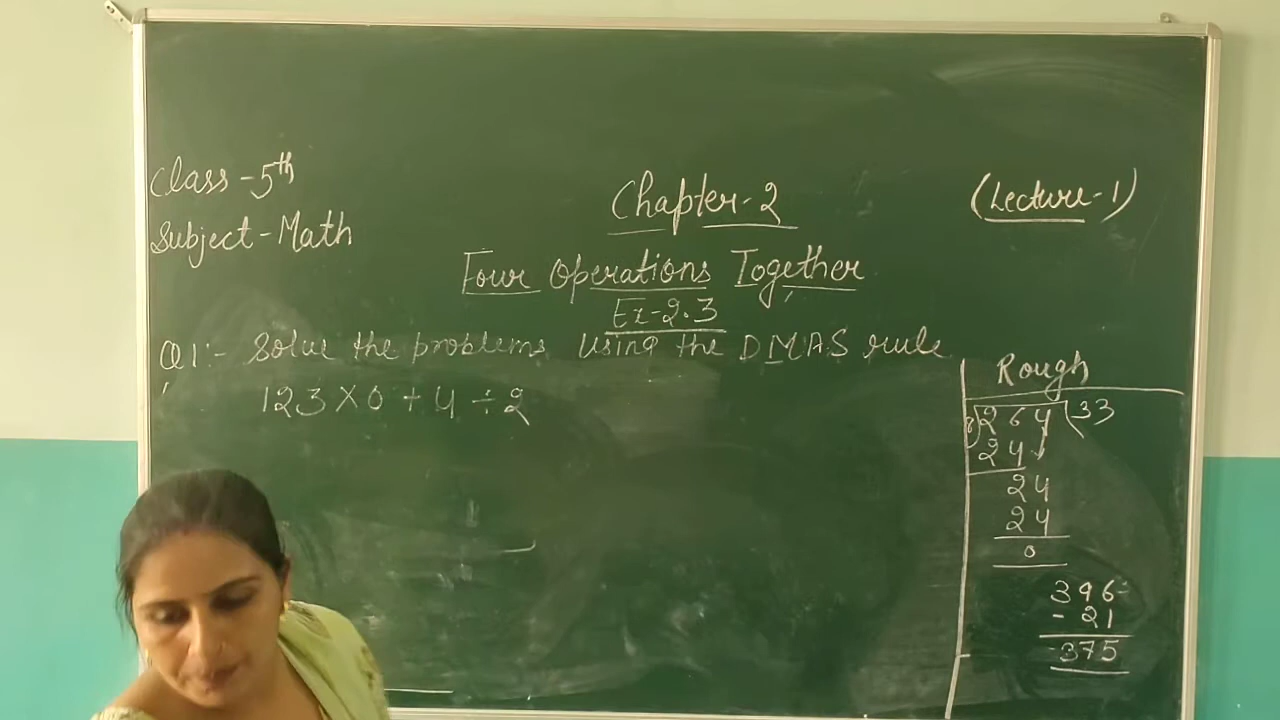 Class - 5th
Subject - Math
Chapter - 2
(Lecture - 1)
Four Operations Together
Ex - 2.3
Q1:- Solve the problems using the DMAS rule
123 × 0 + 4 ÷ 2
Rough
8)264(33
24
24
24
0
396
- 21
375